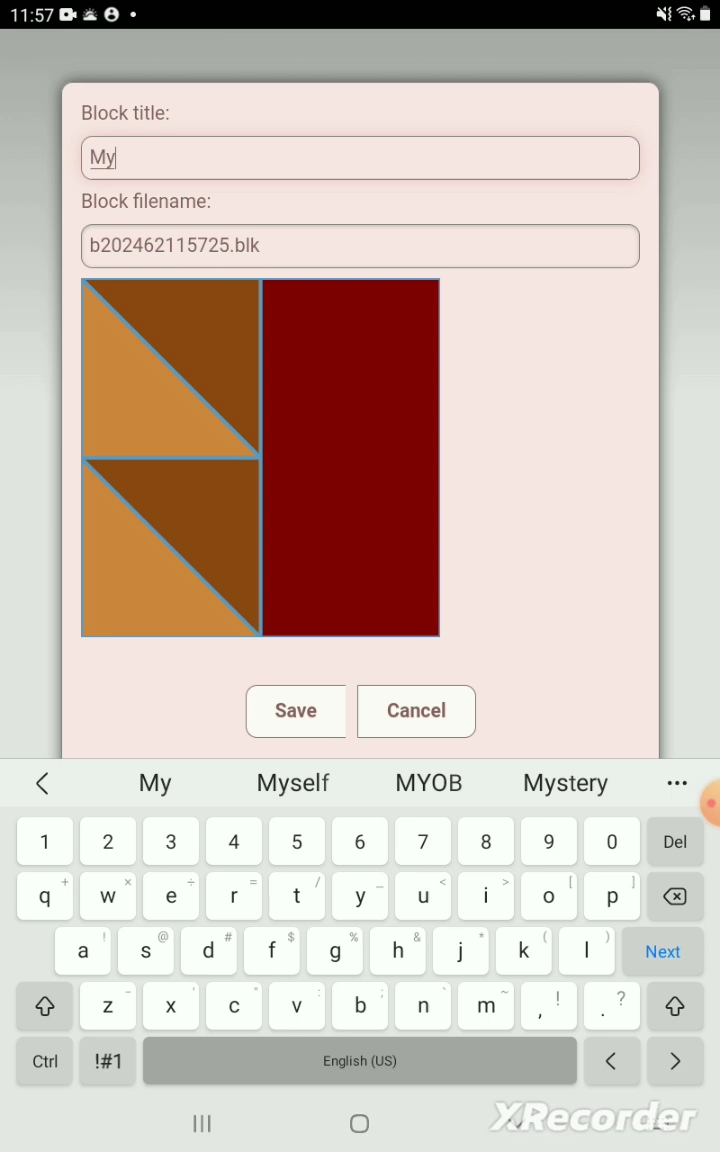 11:57
Block title:
My
Block filename:
b202462115725.blk
Save Cancel
My Myself MYOB Mystery
1 2 3 4 5 6 7 8 9 0 Del
q + w × e ÷ r = t / y _ u < i > o [ p ]
a ! s @ d # f $ g % h & j * k ( l ) Next
z - x ' c " v : b ; n ` m ~ , ! . ?
Ctrl !#1 English (US) < >
XRecorder